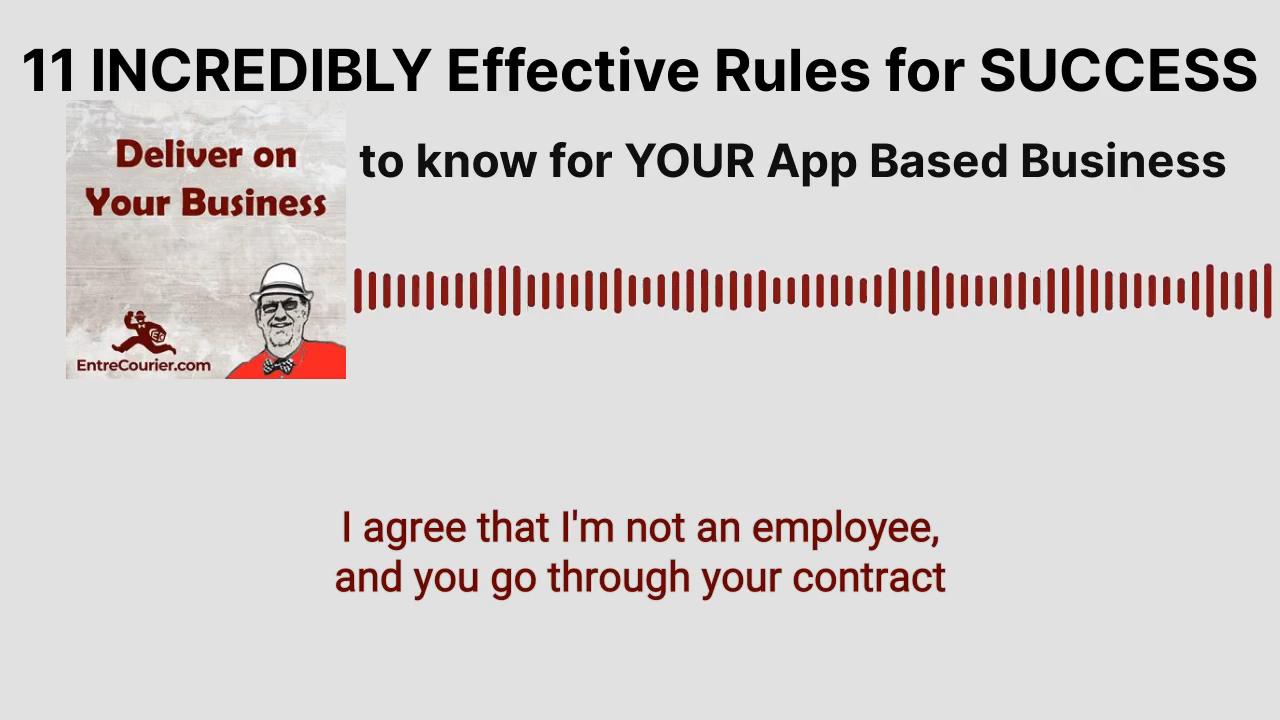 11 INCREDIBLY Effective Rules for SUCCESS
to know for YOUR App Based Business
Deliver on
Your Business
EntreCourier.com
I agree that I'm not an employee,
and you go through your contract